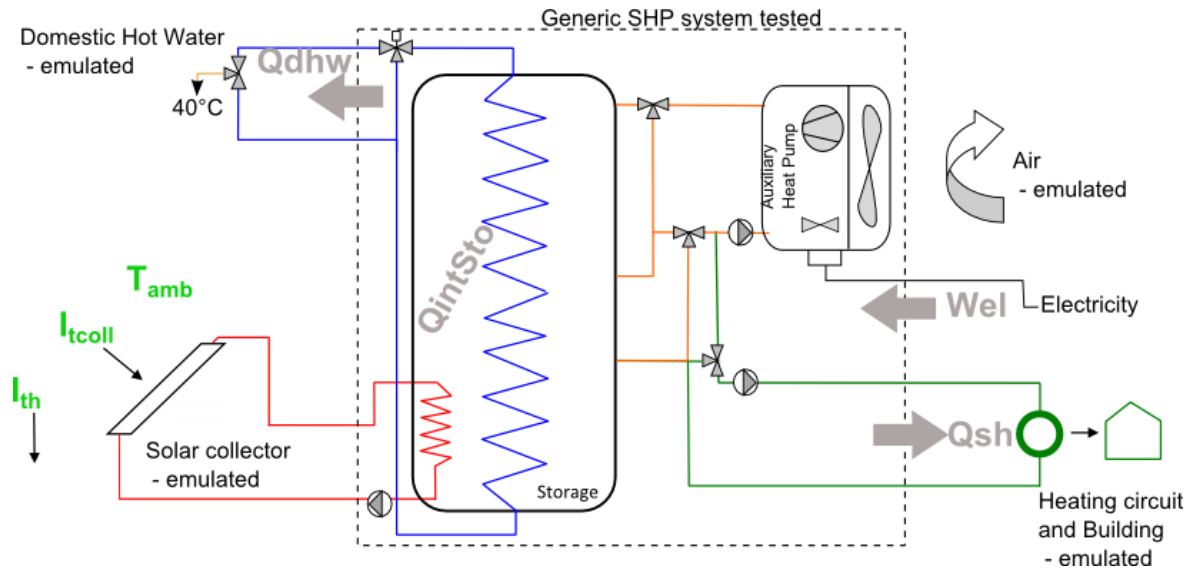 Generic SHP system tested
Domestic Hot Water
- emulated
Qdhw
40°C
Auxiliary
Heat Pump
Air
- emulated
QintSto
Tamb
Itcoll
Ith
Wel
Electricity
Solar collector
- emulated
Qsh
Storage
Heating circuit
and Building
- emulated